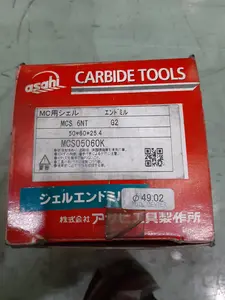 asahi
CARBIDE TOOLS
MC用シェル エンドミル
MCS 6NT G2
50*60*25.4
MCS05060K
シェルエンドミル
φ49.02
株式会社 アサヒ工具製作所